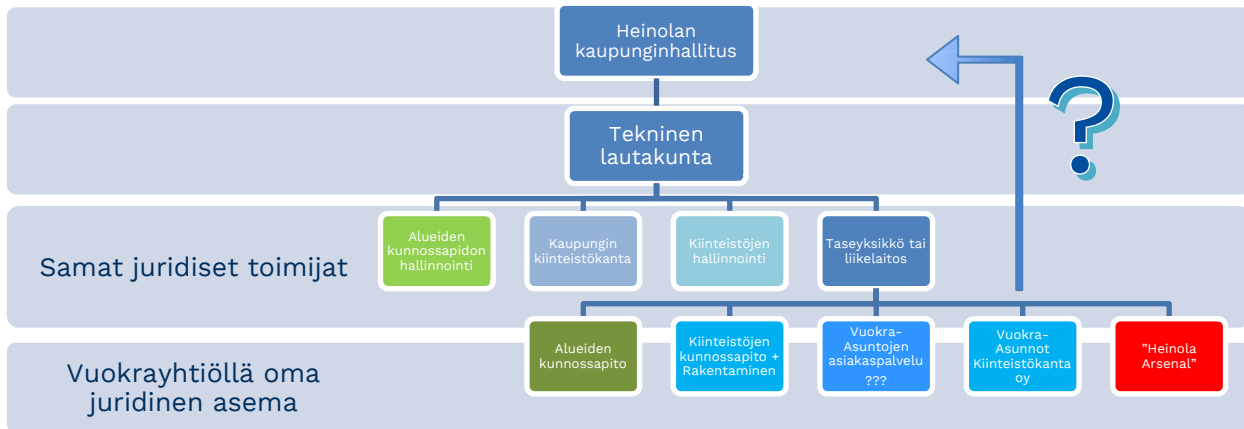 Heinolan
kaupunginhallitus
?
Tekninen
lautakunta
Samat juridiset toimijat
Alueiden
kunnossapidon
hallinnointi
Kaupungin
kiinteistökanta
Kiinteistöjen
hallinnointi
Taseyksikkö tai
liikelaitos
Vuokrayhtiöllä oma
juridinen asema
Alueiden
kunnossapito
Kiinteistöjen
kunnossapito +
Rakentaminen
Vuokra-
Asuntojen
asiakaspalvelu
???
Vuokra-
Asunnot
Kiinteistökanta
oy
”Heinola
Arsenal”